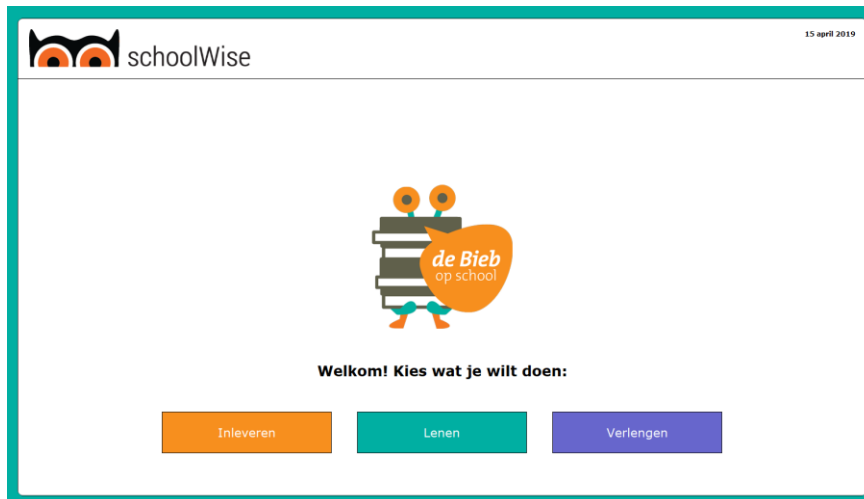 schoolWise
15 april 2019
de Bieb
op school
Welkom! Kies wat je wilt doen:
Inleveren
Lenen
Verlengen